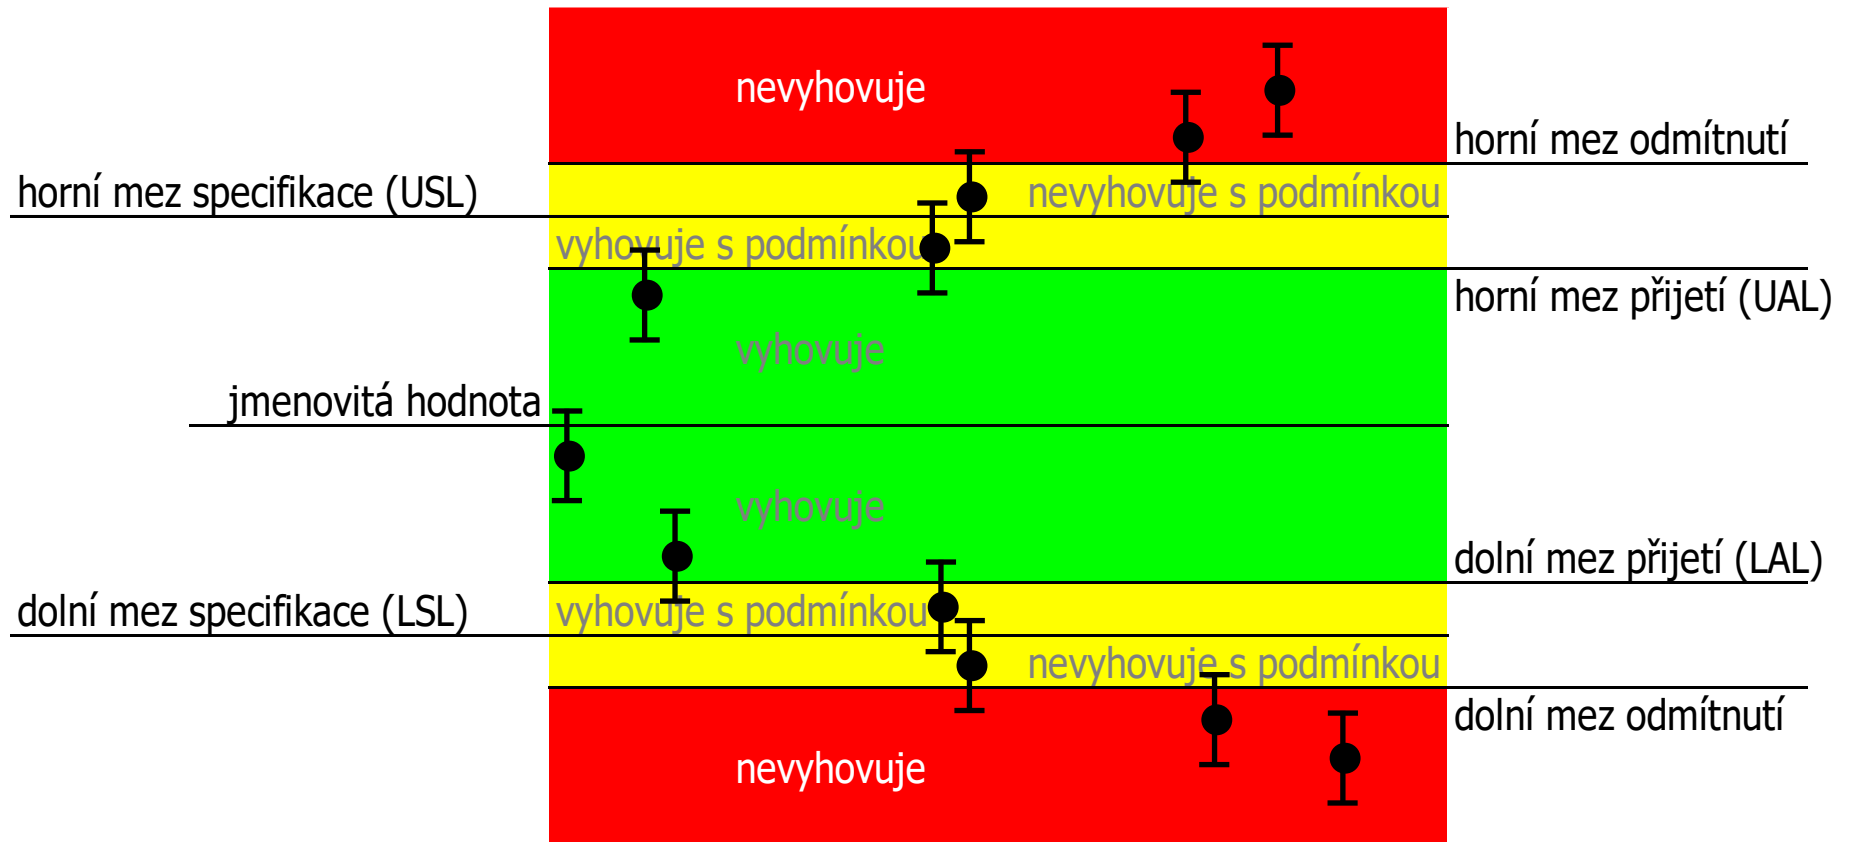 nevyhovuje
horní mez odmítnutí
horní mez specifikace (USL)
nevyhovuje s podmínkou
vyhovuje s podmínkou
horní mez přijetí (UAL)
vyhovuje
jmenovitá hodnota
vyhovuje
dolní mez přijetí (LAL)
dolní mez specifikace (LSL)
vyhovuje s podmínkou
nevyhovuje s podmínkou
dolní mez odmítnutí
nevyhovuje